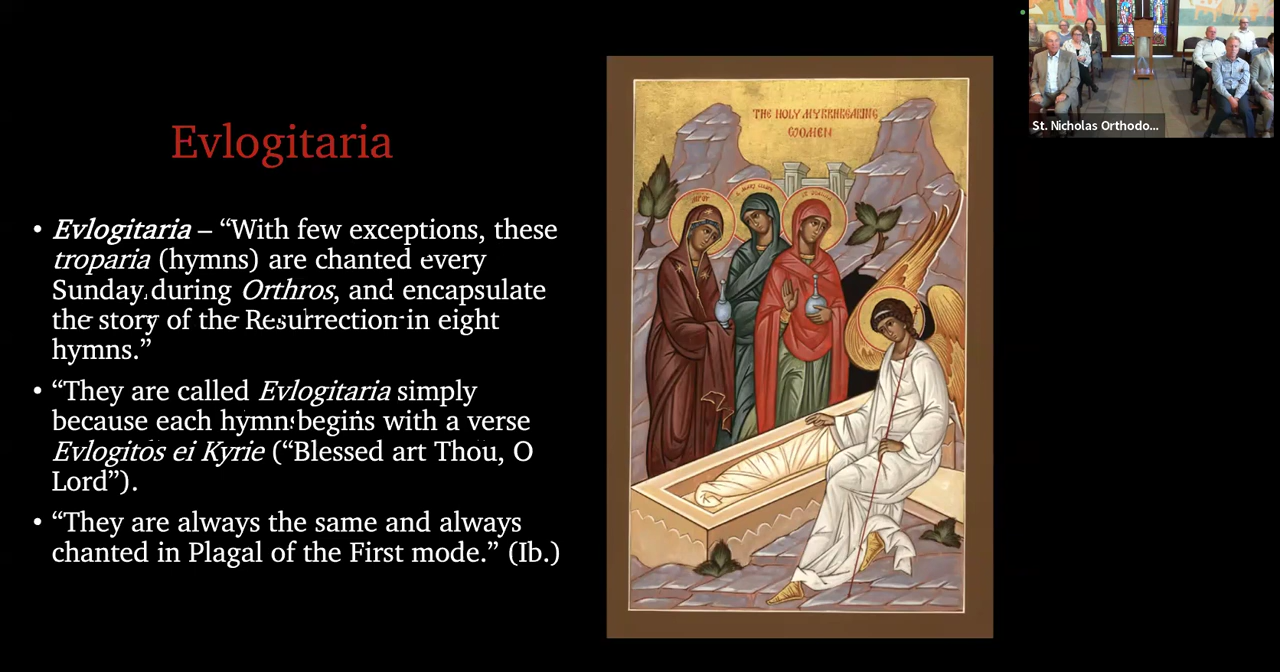 Evlogitaria
• Evlogitaria – “With few exceptions, these
troparia (hymns) are chanted every
Sunday during Orthros, and encapsulate
the story of the Resurrection in eight
hymns.”
• “They are called Evlogitaria simply
because each hymn begins with a verse
Evlogitós ei Kyrie (“Blessed art Thou, O
Lord”).
• “They are always the same and always
chanted in Plagal of the First mode.” (Ib.)
THE HOLY MYRRHBEARING
WOMEN
St. Nicholas Orthodo...